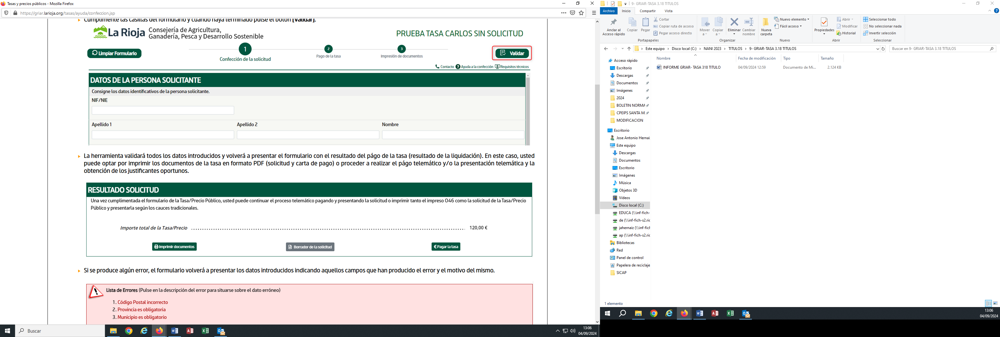 Tasas y precios públicos - Mozilla Firefox
https://griar.larioja.org/tasas/ayuda/confeccion.jsp
Cumplimente las casillas del formulario y cuando haya terminado pulse el botón [Validar].
La Rioja
Consejería de Agricultura,
Ganadería, Pesca y Desarrollo Sostenible
PRUEBA TASA CARLOS SIN SOLICITUD
Limpiar Formulario
1
2
3
Validar
Confección de la solicitud
Pago de la tasa
Impresión de documentos
Contacto
Ayuda a la confección
Requisitos técnicos
DATOS DE LA PERSONA SOLICITANTE
Consigne los datos identificativos de la persona solicitante.
NIF/NIE
Apellido 1
Apellido 2
Nombre
La herramienta validará todos los datos introducidos y volverá a presentar el formulario con el resultado del págo de la tasa (resultado de la liquidación). En este caso, usted
puede optar por imprimir los documentos de la tasa en formato PDF (solicitud y carta de pago) o proceder a realizar el págo telemático y/o la presentación telemática y la
obtención de los justificantes oportunos.
RESULTADO SOLICITUD
Una vez cumplimentada el formulario de la Tasa/Precio Público, usted puede continuar el proceso telemático pagando y presentando la solicitud o imprimir tanto el impreso 046 como la solicitud de la Tasa/Precio
Público y presentarla según los cauces tradicionales.
Importe total de la Tasa/Precio
120,00 €
Imprimir documentos
Borrador de la solicitud
€ Pagar la tasa
Si se produce algún error, el formulario volverá a presentar los datos introducidos indicando aquellos campos que han producido el error y el motivo del mismo.
Lista de Errores (Pulse en la descripción del error para situarse sobre el dato erróneo)
1. Código Postal incorrecto
2. Provincia es obligatoria
3. Municipio es obligatorio
Buscar
13:06
04/09/2024
9- GRIAR-TASA 3.18 TITULOS
Archivo
Inicio
Compartir
Vista
Anclar al
Acceso rápido
Copiar
Pegar
Cortar
Copiar ruta de acceso
Pegar acceso directo
Portapapeles
Mover
a
Copiar
a
Eliminar
Cambiar
nombre
Organizar
Nueva
carpeta
Nuevo elemento
Fácil acceso
Nuevo
Propiedades
Abrir
Modificar
Historial
Abrir
Seleccionar todo
No seleccionar nada
Invertir selección
Seleccionar
Este equipo > Disco local (C:) > NANI 2023 > TITULOS > 9- GRIAR-TASA 3.18 TITULOS
Buscar en 9- GRIAR-TASA 3.18 TITULOS
Nombre
Fecha de modificación
Tipo
Tamaño
INFORME GRIAR- TASA 318 TITULO
04/09/2024 12:59
Documento de Mi...
2.124 KB
Acceso rápido
Escritorio
Descargas
Documentos
Imágenes
2024
BOLETIN NORMA
CPEIPS SANTA M.
MODIFICACION
Escritorio
Jose Antonio Hernai
Este equipo
Descargas
Documentos
Escritorio
Imágenes
Música
Objetos 3D
Vídeos
Disco local (C:)
EDUCA (\\inf-fich-
de (\\inf-fich-s2.ric
jahernaiz (\\inf-fich
ap (\\inf-fich-s2.ric
Bibliotecas
Red
Panel de control
Papelera de reciclaje
SICAP
1 elemento
13:06
04/09/2024